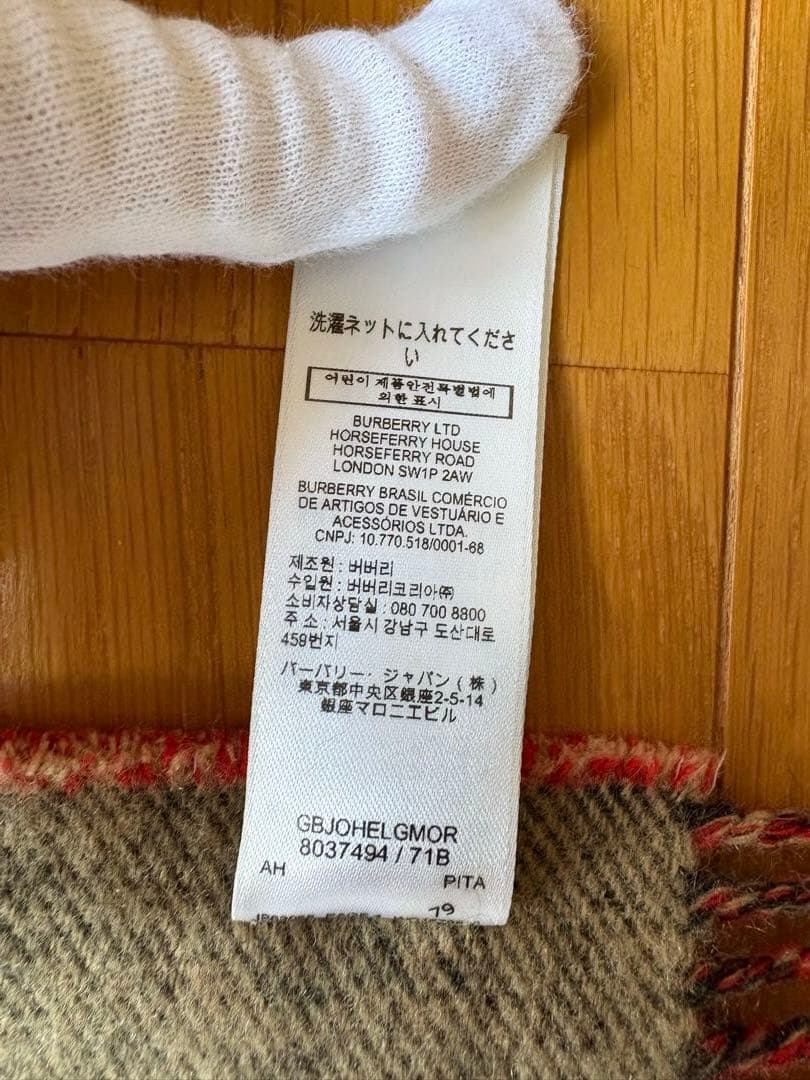 洗濯ネットに入れてくださ
い
어린이 제품안전특별법에
의한 표시
BURBERRY LTD
HORSEFERRY HOUSE
HORSEFERRY ROAD
LONDON SW1P 2AW
BURBERRY BRASIL COMÉRCIO
DE ARTIGOS DE VESTUÁRIO E
ACESSÓRIOS LTDA.
CNPJ: 10.770.518/0001-68
제조원 : 버버리
수입원 : 버버리코리아㈜
소비자상담실 : 080 700 8800
주 소 : 서울시 강남구 도산대로
459번지
バーバリー・ジャパン(株)
東京都中央区銀座2-5-14
銀座マロニエビル
GBJOHELGMOR
8037494 / 71B
AH PITA
19